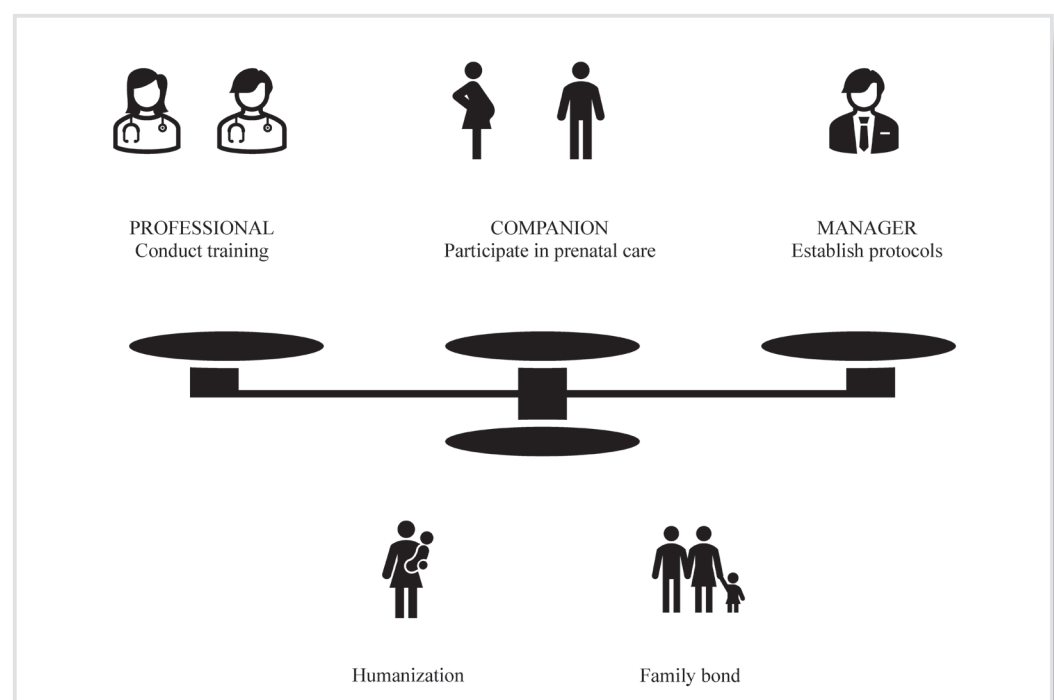 PROFESSIONAL
Conduct training
COMPANION
Participate in prenatal care
MANAGER
Establish protocols
Humanization
Family bond